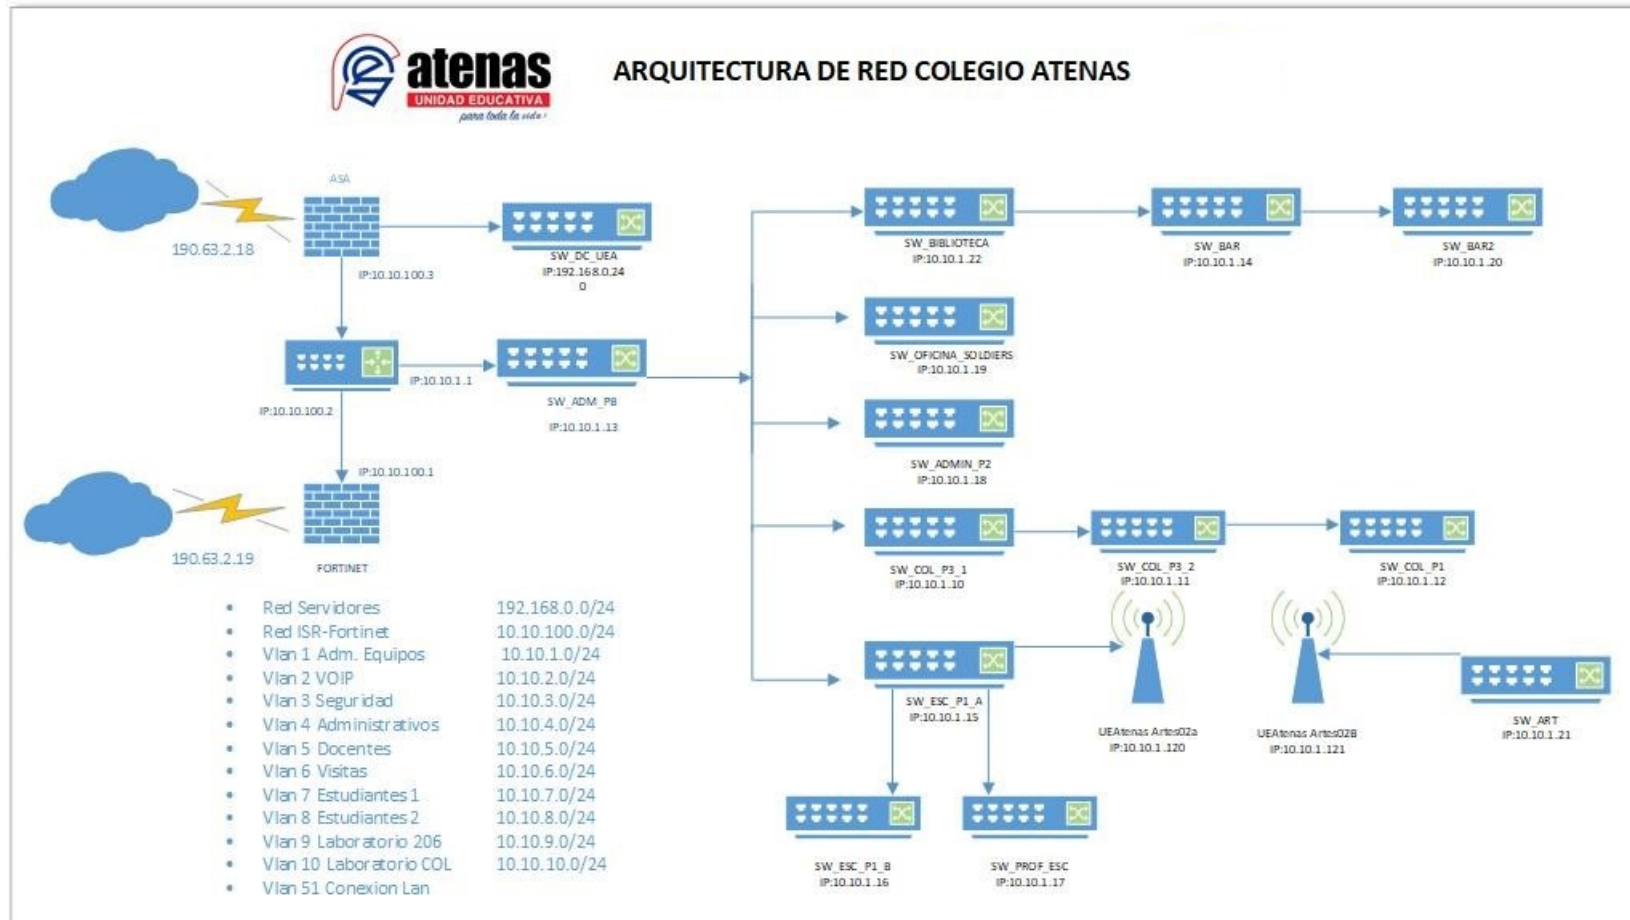 atenas
UNIDAD EDUCATIVA
para toda la vida!
ARQUITECTURA DE RED COLEGIO ATENAS
ASA
190.63.2.18
IP:10.10.100.3
SW_DC_UEA
IP:192.168.0.24
0
SW_BIBLIOTECA
IP:10.10.1.22
SW_BAR
IP:10.10.1.14
SW_BAR2
IP:10.10.1.20
SW_OFICINA_SOLDIERS
IP:10.10.1.19
IP:10.10.1.1
IP:10.10.100.2
SW_ADM_PB
IP:10.10.1.13
SW_ADMIN_P2
IP:10.10.1.18
IP:10.10.100.1
190.63.2.19
FORTINET
SW_COL_P3_1
IP:10.10.1.10
SW_COL_P3_2
IP:10.10.1.11
SW_COL_P1
IP:10.10.1.12
SW_ESC_P1_A
IP:10.10.1.15
UEAtenas Artes02a
IP:10.10.1.120
UEAtenas Artes02B
IP:10.10.1.121
SW_ART
IP:10.10.1.21
SW_ESC_P1_B
IP:10.10.1.16
SW_PROF_ESC
IP:10.10.1.17
• Red Servidores 192.168.0.0/24
• Red ISR-Fortinet 10.10.100.0/24
• Vlan 1 Adm. Equipos 10.10.1.0/24
• Vlan 2 VOIP 10.10.2.0/24
• Vlan 3 Seguridad 10.10.3.0/24
• Vlan 4 Administrativos 10.10.4.0/24
• Vlan 5 Docentes 10.10.5.0/24
• Vlan 6 Visitas 10.10.6.0/24
• Vlan 7 Estudiantes 1 10.10.7.0/24
• Vlan 8 Estudiantes 2 10.10.8.0/24
• Vlan 9 Laboratorio 206 10.10.9.0/24
• Vlan 10 Laboratorio COL 10.10.10.0/24
• Vlan 51 Conexion Lan